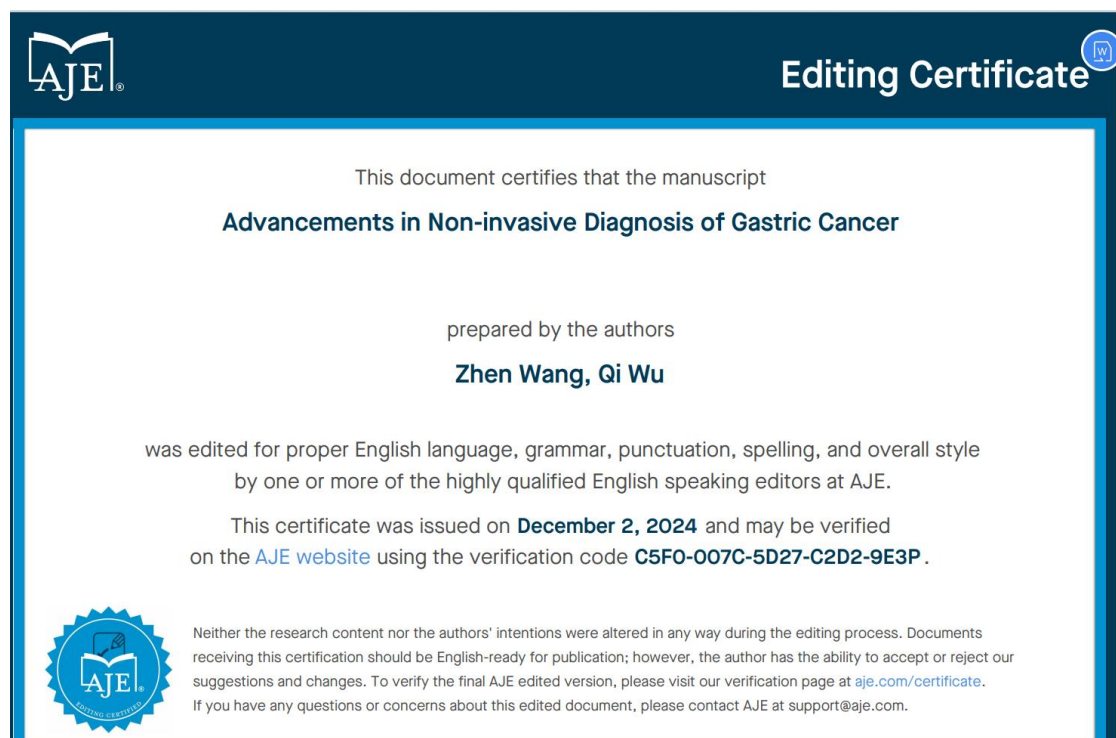 AJE®
Editing Certificate
W
This document certifies that the manuscript
Advancements in Non-invasive Diagnosis of Gastric Cancer
prepared by the authors
Zhen Wang, Qi Wu
was edited for proper English language, grammar, punctuation, spelling, and overall style
by one or more of the highly qualified English speaking editors at AJE.
This certificate was issued on December 2, 2024 and may be verified
on the AJE website using the verification code C5F0-007C-5D27-C2D2-9E3P.
Neither the research content nor the authors' intentions were altered in any way during the editing process. Documents
receiving this certification should be English-ready for publication; however, the author has the ability to accept or reject our
suggestions and changes. To verify the final AJE edited version, please visit our verification page at aje.com/certificate.
If you have any questions or concerns about this edited document, please contact AJE at support@aje.com.
AJE®
EDITING CERTIFIED